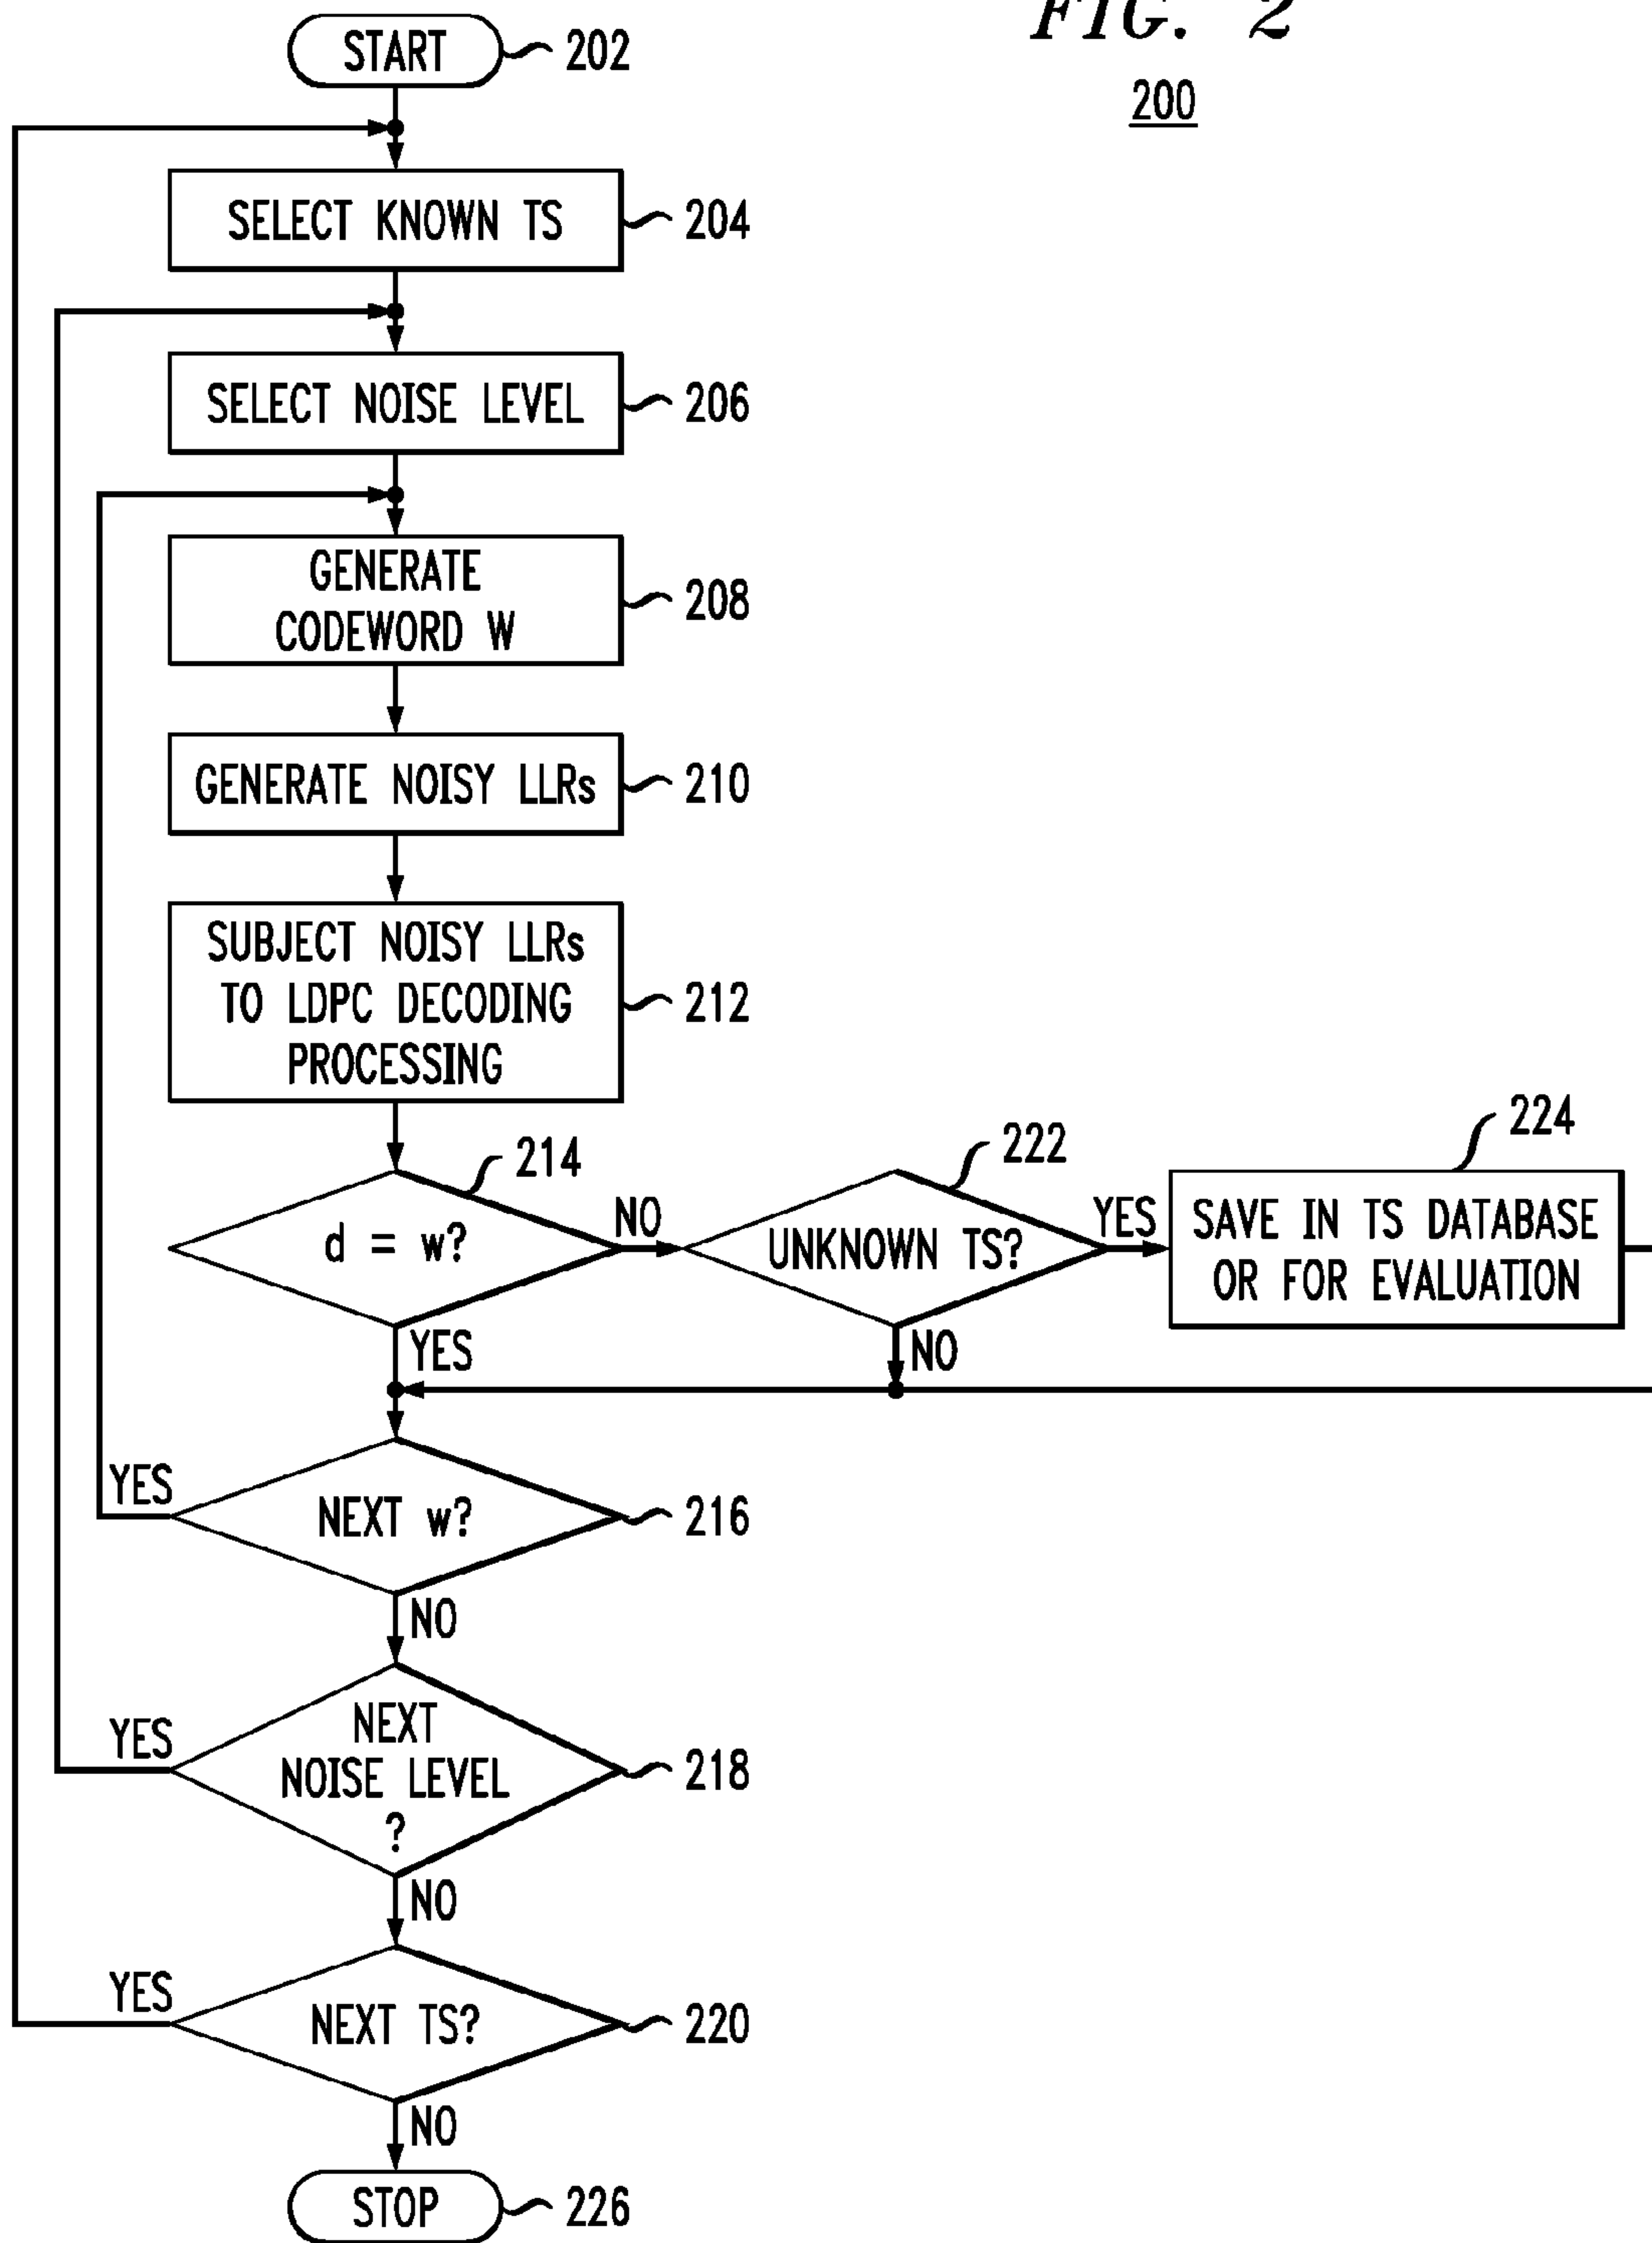 FIG. 2
200
START
202
SELECT KNOWN TS
204
SELECT NOISE LEVEL
206
GENERATE
CODEWORD W
208
GENERATE NOISY LLRs
210
SUBJECT NOISY LLRs
TO LDPC DECODING
PROCESSING
212
d = w?
214
NO
YES
UNKNOWN TS?
222
YES
NO
SAVE IN TS DATABASE
OR FOR EVALUATION
224
NEXT w?
216
YES
NO
NEXT
NOISE LEVEL
?
218
YES
NO
NEXT TS?
220
YES
NO
STOP
226